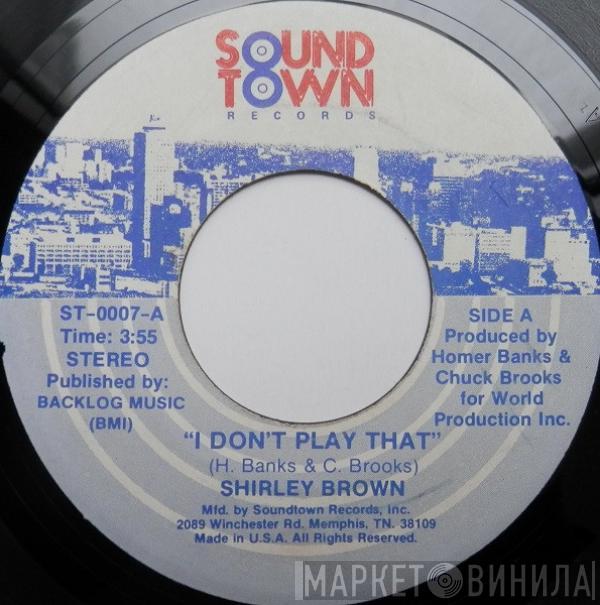 SOUND
TOWN
RECORDS
ST-0007-A
Time: 3:55
STEREO
Published by:
BACKLOG MUSIC
(BMI)
SIDE A
Produced by
Homer Banks &
Chuck Brooks
for World
Production Inc.
"I DON'T PLAY THAT"
(H. Banks & C. Brooks)
SHIRLEY BROWN
Mfd. by Soundtown Records, Inc.
2089 Winchester Rd. Memphis, TN. 38109
Made in U.S.A. All Rights Reserved.
МАРКЕТ ВИНИЛА